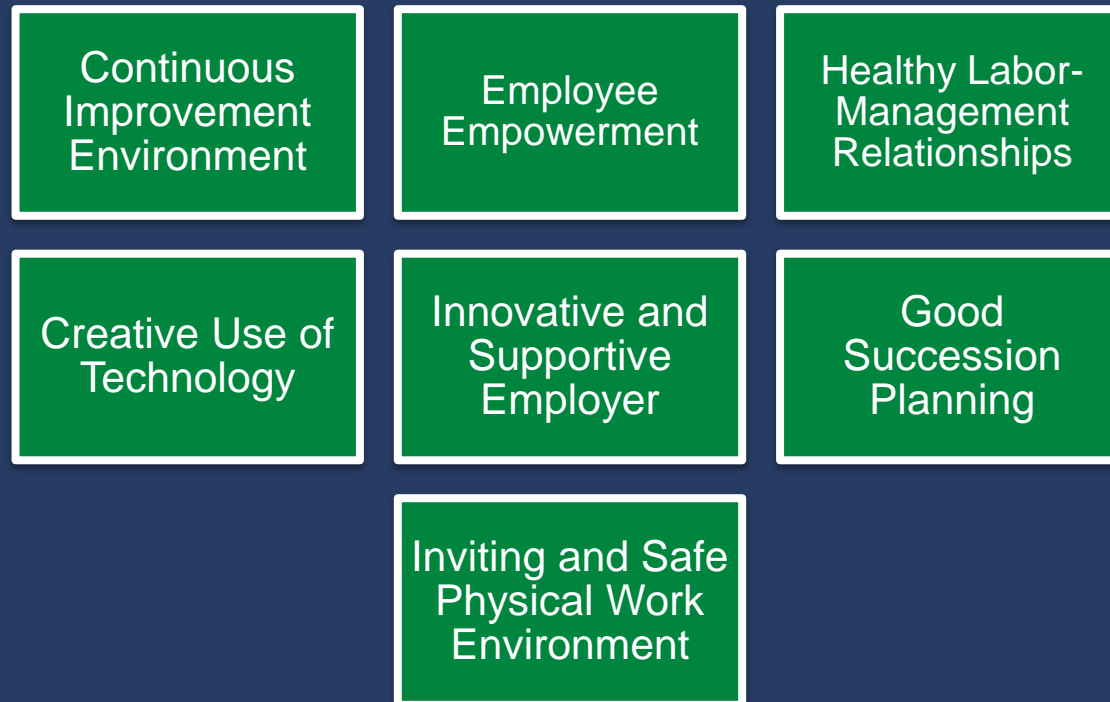 Continuous
Improvement
Environment
Employee
Empowerment
Healthy Labor-
Management
Relationships
Creative Use of
Technology
Innovative and
Supportive
Employer
Good
Succession
Planning
Inviting and Safe
Physical Work
Environment